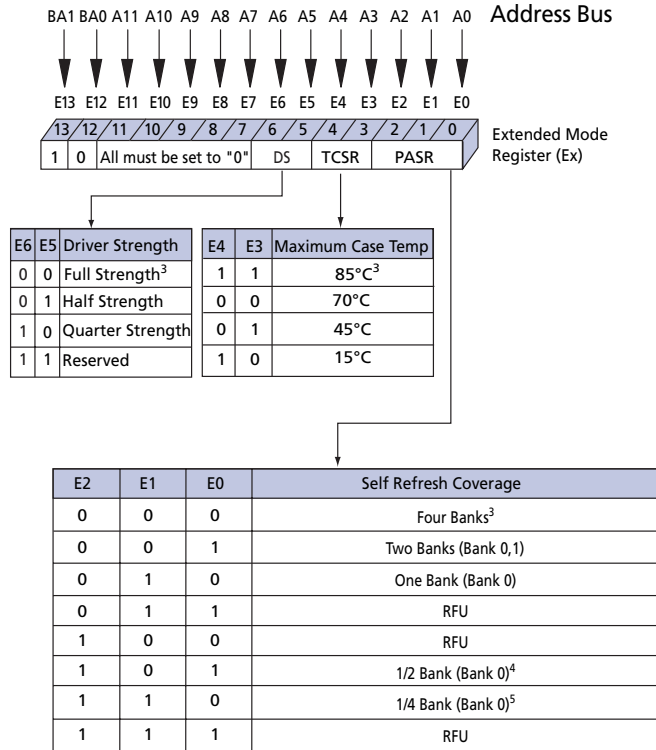 BA1 BA0 A11 A10 A9 A8 A7 A6 A5 A4 A3 A2 A1 A0 Address Bus
E13 E12 E11 E10 E9 E8 E7 E6 E5 E4 E3 E2 E1 E0
13 12 11 10 9 8 7 6 5 4 3 2 1 0 Extended Mode
1 0 All must be set to "0" DS TCSR PASR Register (Ex)
E6 E5 Driver Strength
0 0 Full Strength³
0 1 Half Strength
1 0 Quarter Strength
1 1 Reserved
E4 E3 Maximum Case Temp
1 1 85°C³
0 0 70°C
0 1 45°C
1 0 15°C
E2 E1 E0 Self Refresh Coverage
0 0 0 Four Banks³
0 0 1 Two Banks (Bank 0,1)
0 1 0 One Bank (Bank 0)
0 1 1 RFU
1 0 0 RFU
1 0 1 1/2 Bank (Bank 0)⁴
1 1 0 1/4 Bank (Bank 0)⁵
1 1 1 RFU